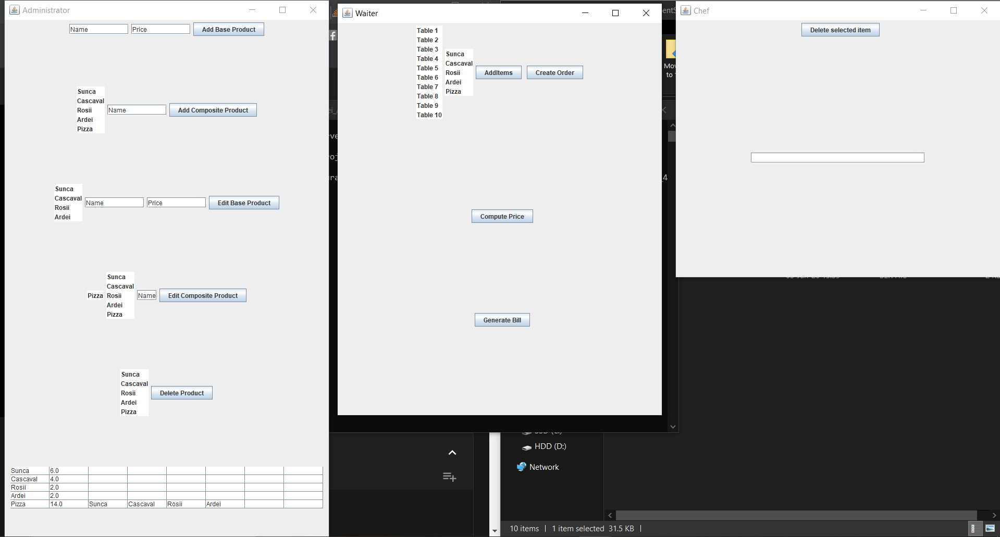 Administrator
Name Price Add Base Product
Sunca
Cascaval
Rosii
Ardei
Pizza
Name Add Composite Product
Sunca
Cascaval
Rosii
Ardei
Name Price Edit Base Product
Pizza
Sunca
Cascaval
Rosii
Ardei
Pizza
Name Edit Composite Product
Sunca
Cascaval
Rosii
Ardei
Pizza
Delete Product
Sunca 6.0
Cascaval 4.0
Rosii 2.0
Ardei 2.0
Pizza 14.0 Sunca Cascaval Rosii Ardei
Waiter
Table 1
Table 2
Table 3
Table 4
Table 5
Table 6
Table 7
Table 8
Table 9
Table 10
Sunca
Cascaval
Rosii
Ardei
Pizza
AddItems Create Order
Compute Price
Generate Bill
Chef
Delete selected item
to
_4
HDD (D:)
Network
10 items 1 item selected 31.5 KB